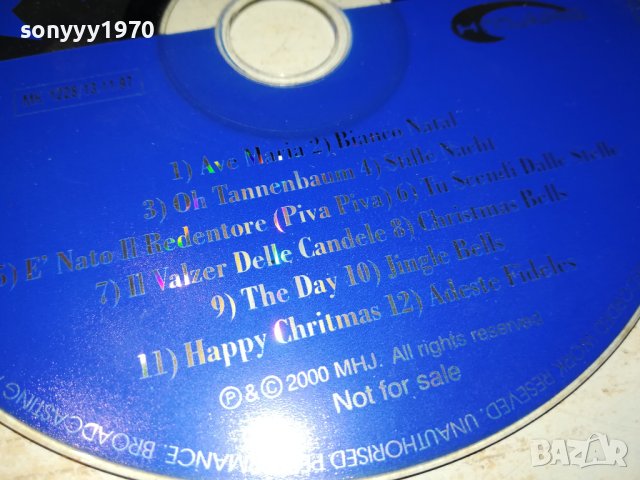 sonyyy1970
1) Ave Maria 2) Bianco Natal
3) Oh Tannenbaum 4) Stille Nacht
5) E' Nato Il Redentore (Piva Piva) 6) Tu Scendi Dalle Stelle
7) Il Valzer Delle Candele 8) Christmas Bells
9) The Day 10) Jingle Bells
11) Happy Chritmas 12) Adeste Fideles
℗ & © 2000 MHJ. All rights reserved
Not for sale
RESERVED. UNAUTHORISED
MANCE. BROADCASTING
BAZAR